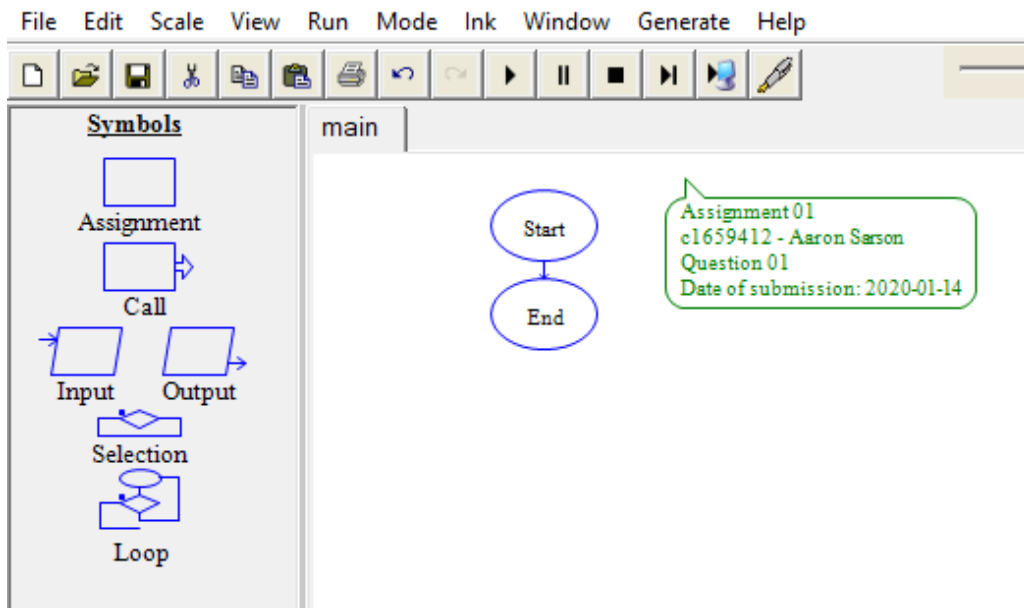 File Edit Scale View Run Mode Ink Window Generate Help
Symbols
Assignment
Call
Input Output
Selection
Loop
main
Start
End
Assignment 01
c1659412 - Aaron Sarson
Question 01
Date of submission: 2020-01-14